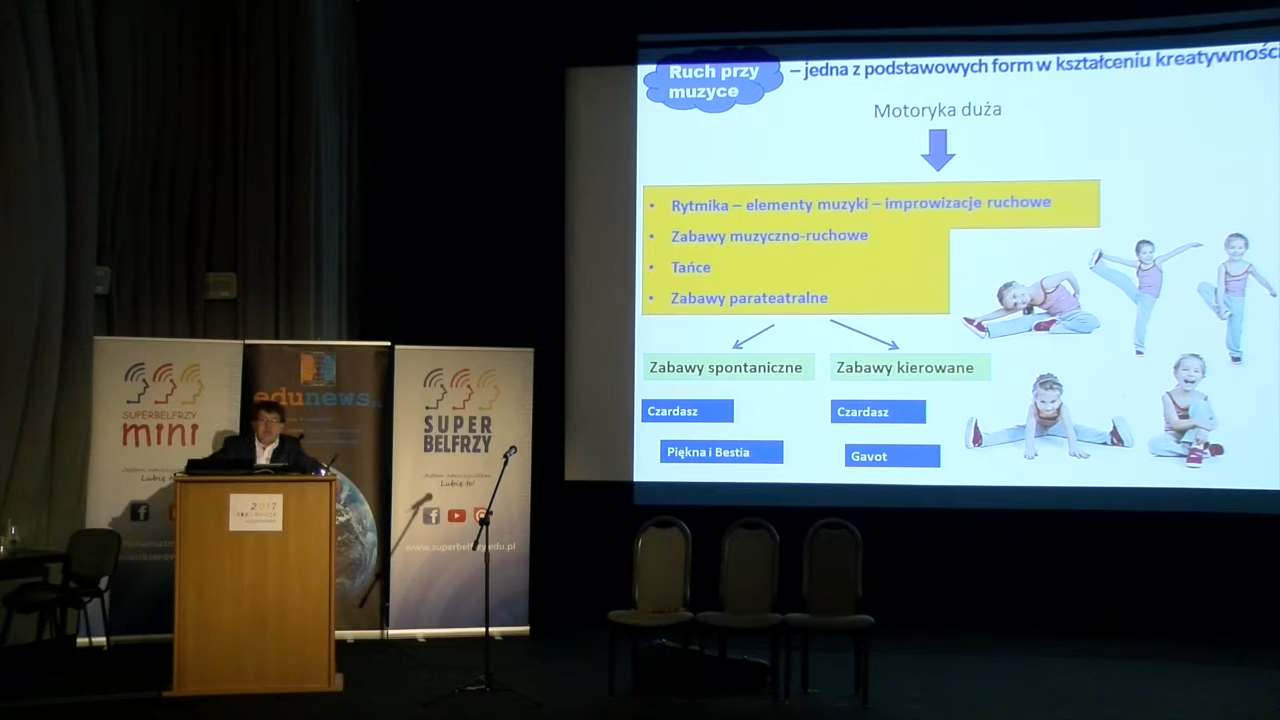 Ruch przy
muzyce
– jedna z podstawowych form w kształceniu kreatywności
Motoryka duża
• Rytmika – elementy muzyki – improwizacje ruchowe
• Zabawy muzyczno-ruchowe
• Tańce
• Zabawy parateatralne
Zabawy spontaniczne
Zabawy kierowane
Czardasz
Czardasz
Piękna i Bestia
Gavot
SUPERBELFRZY
mini
Lubię to!
edunews
SUPER
BELFRZY
Jestem nauczycielem
Lubię to!
www.superbelfrzy.edu.pl
2017